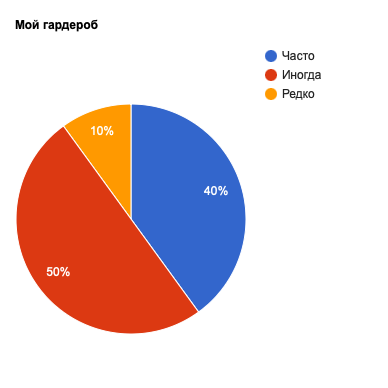 Мой гардероб
Часто
Иногда
Редко
10%
40%
50%